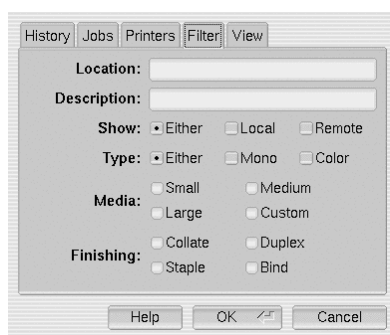 History Jobs Printers Filter View
Location:
Description:
Show: Either Local Remote
Type: Either Mono Color
Media: Small Medium
Large Custom
Finishing: Collate Duplex
Staple Bind
Help OK Cancel